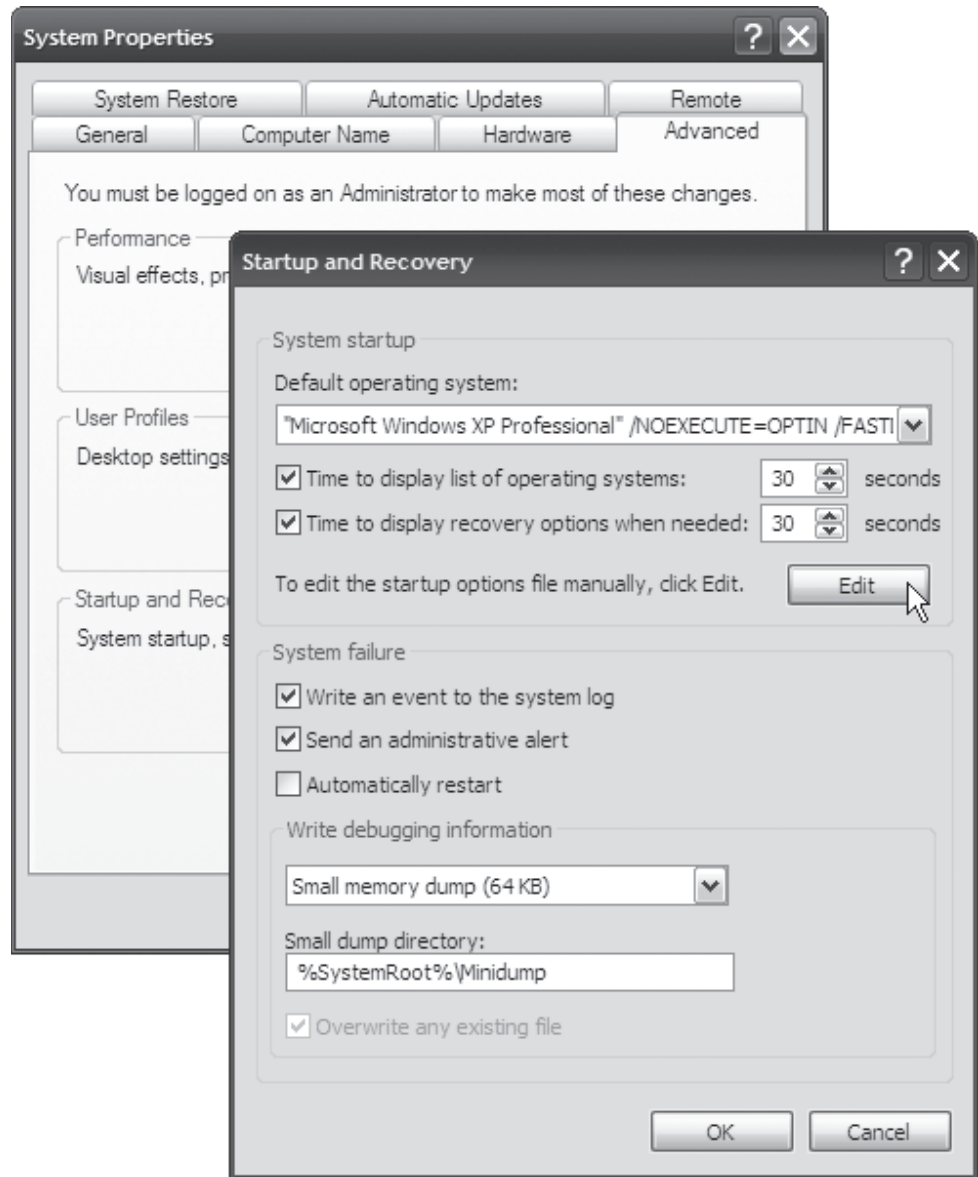 System Properties
System Restore
Automatic Updates
Remote
General
Computer Name
Hardware
Advanced
You must be logged on as an Administrator to make most of these changes.
Performance
Visual effects, pr
User Profiles
Desktop settings
Startup and Reco
System startup, s
Startup and Recovery
System startup
Default operating system:
"Microsoft Windows XP Professional" /NOEXECUTE=OPTIN /FASTI
Time to display list of operating systems: 30 seconds
Time to display recovery options when needed: 30 seconds
To edit the startup options file manually, click Edit. Edit
System failure
Write an event to the system log
Send an administrative alert
Automatically restart
Write debugging information
Small memory dump (64 KB)
Small dump directory:
%SystemRoot%\Minidump
Overwrite any existing file
OK
Cancel